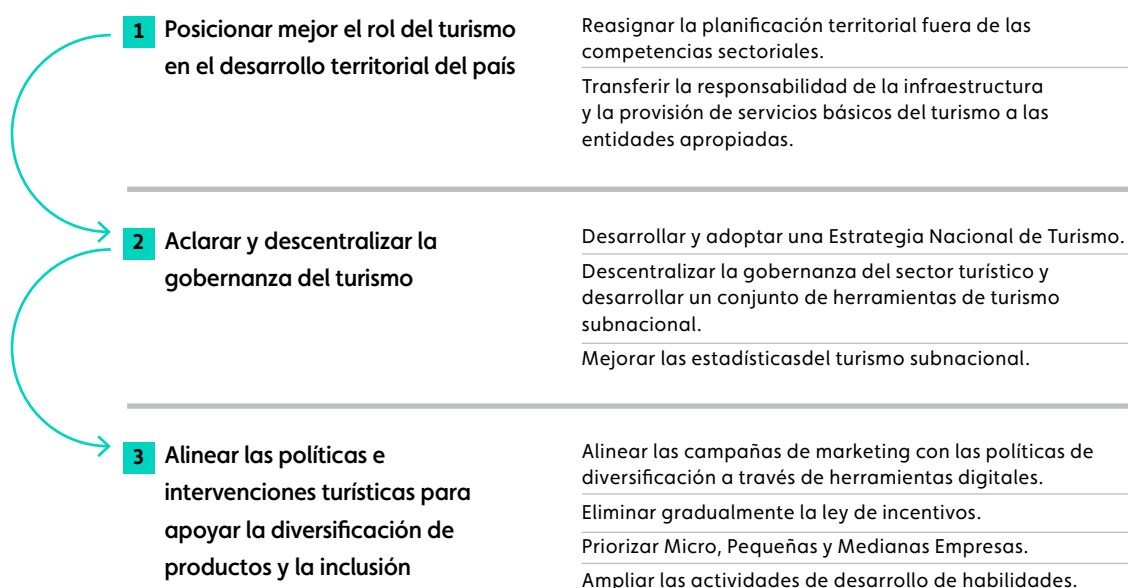 1 Posicionar mejor el rol del turismo
en el desarrollo territorial del país
Reasignar la planificación territorial fuera de las
competencias sectoriales.
Transferir la responsabilidad de la infraestructura
y la provisión de servicios básicos del turismo a las
entidades apropiadas.
2 Aclarar y descentralizar la
gobernanza del turismo
Desarrollar y adoptar una Estrategia Nacional de Turismo.
Descentralizar la gobernanza del sector turístico y
desarrollar un conjunto de herramientas de turismo
subnacional.
Mejorar las estadísticasdel turismo subnacional.
3 Alinear las políticas e
intervenciones turísticas para
apoyar la diversificación de
productos y la inclusión
Alinear las campañas de marketing con las políticas de
diversificación a través de herramientas digitales.
Eliminar gradualmente la ley de incentivos.
Priorizar Micro, Pequeñas y Medianas Empresas.
Ampliar las actividades de desarrollo de habilidades.